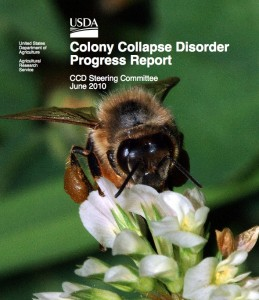 USDA
United States
Department of
Agriculture
Agricultural
Research
Service
Colony Collapse Disorder
Progress Report
CCD Steering Committee
June 2010